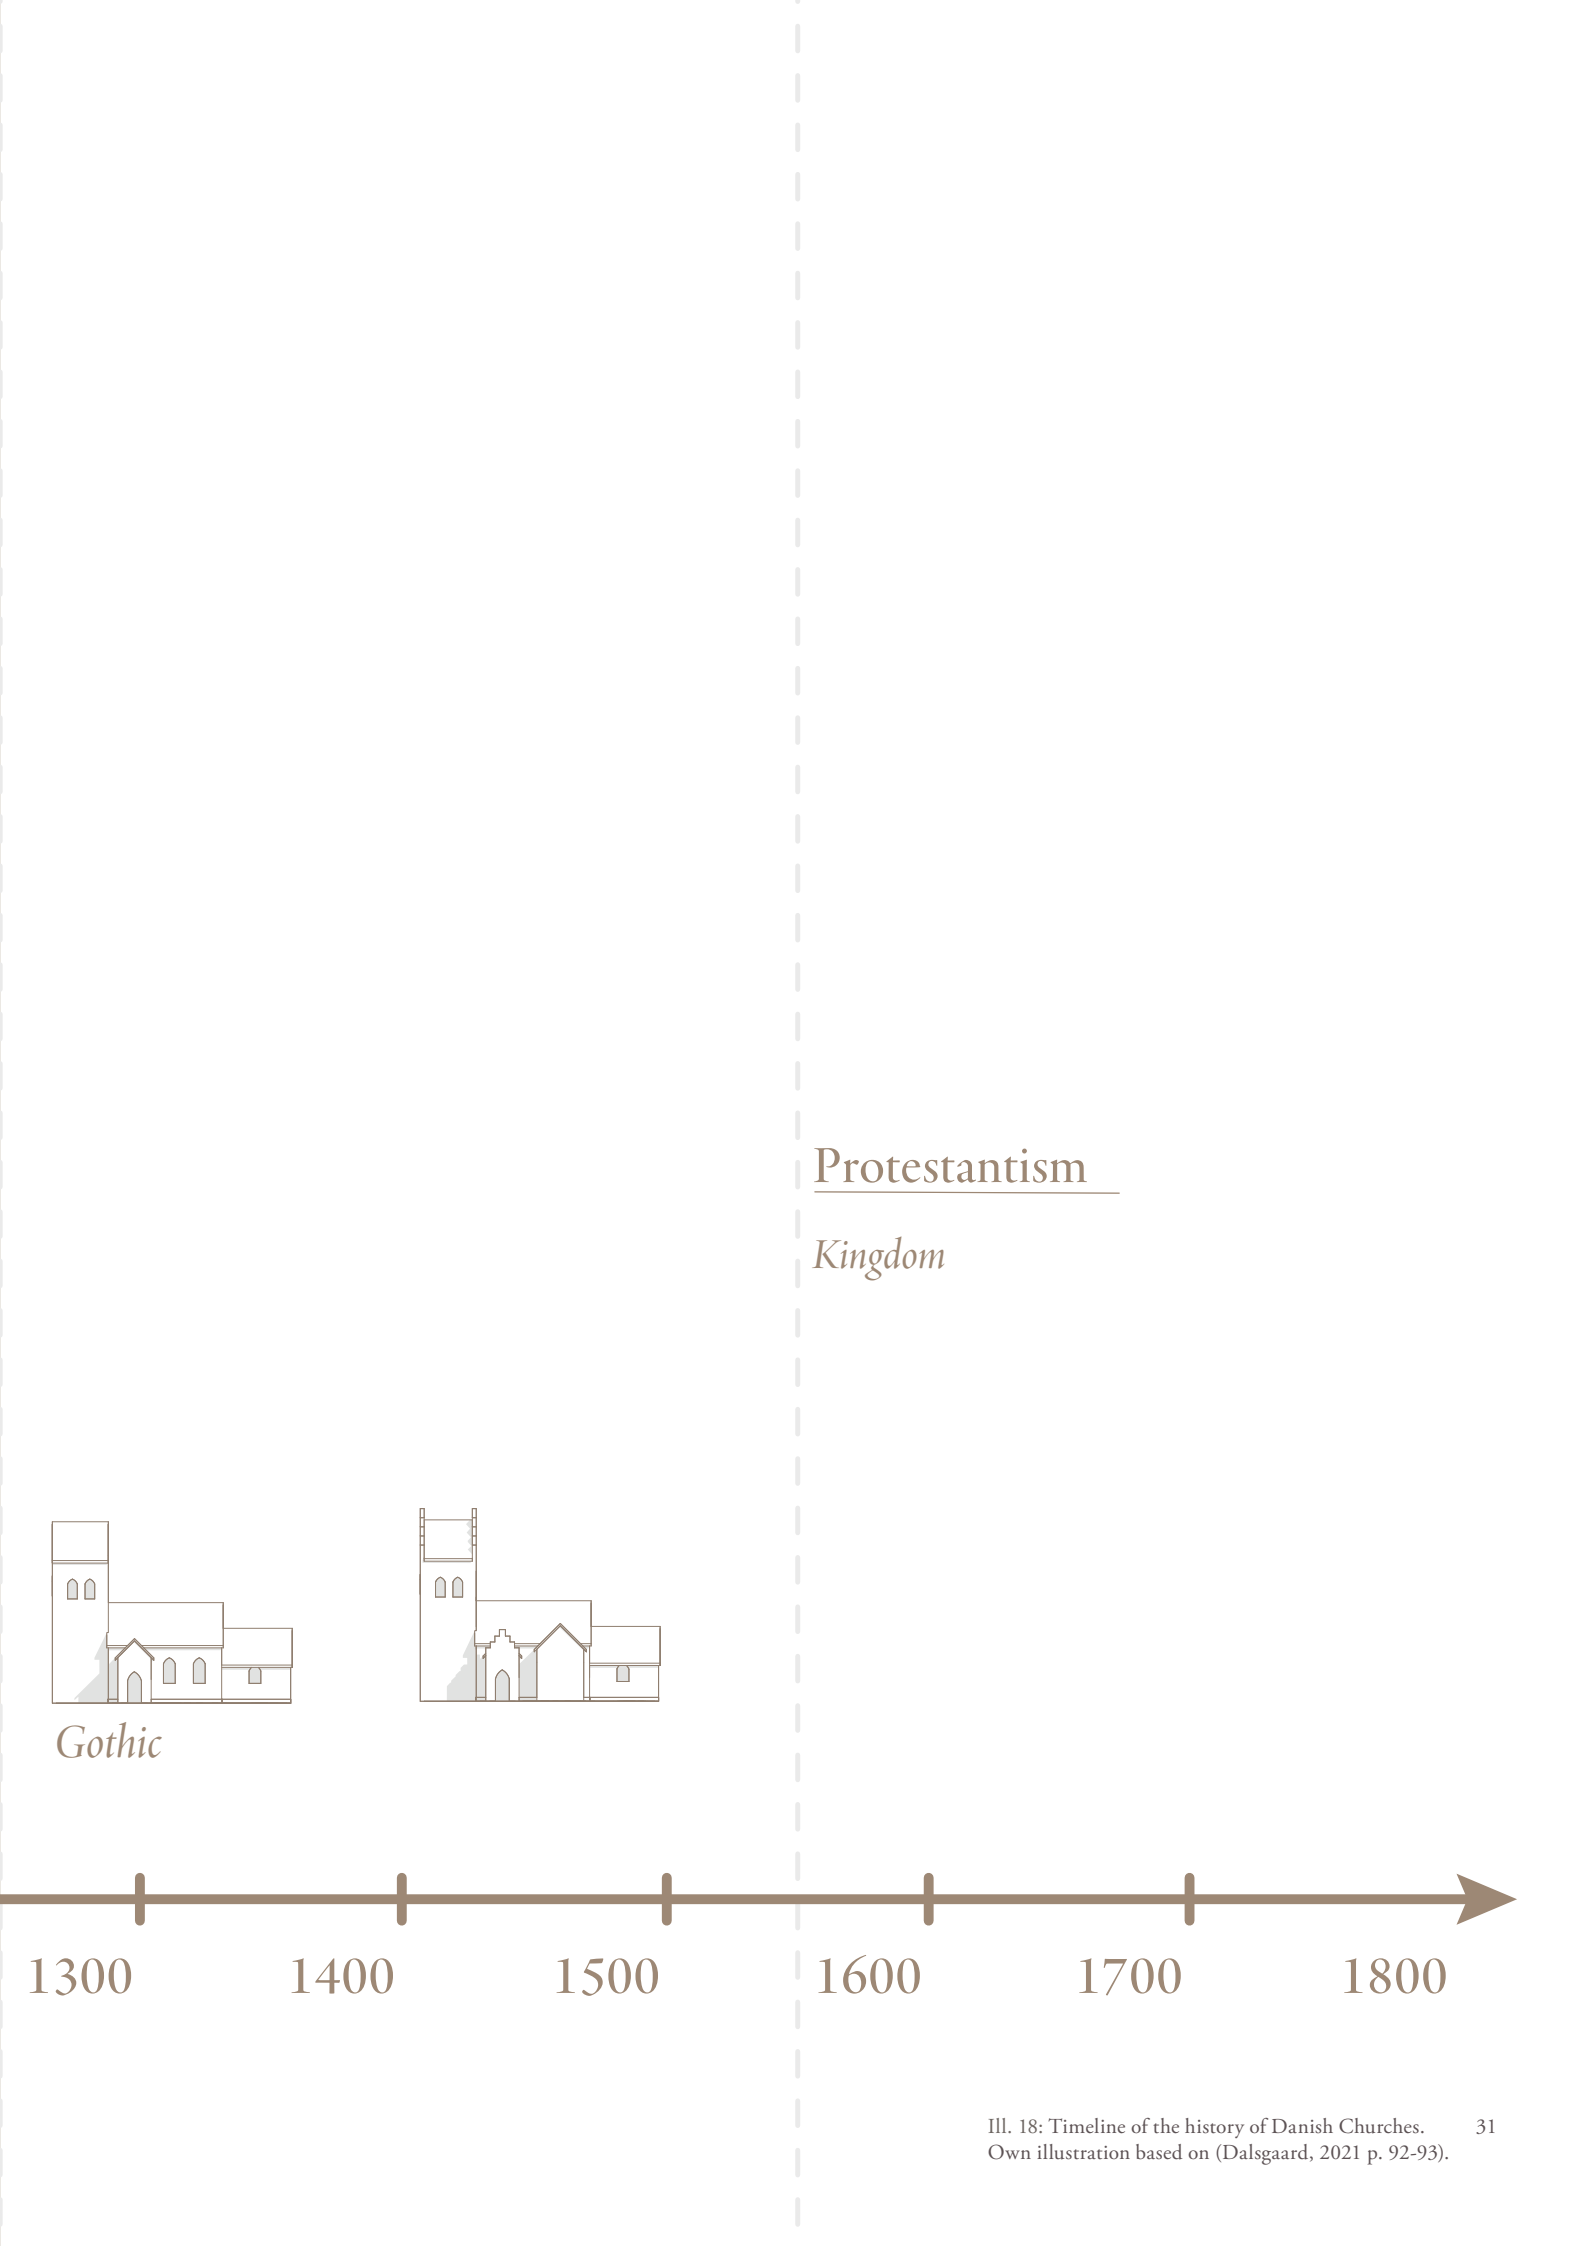 Protestantism
Kingdom
Gothic
1300 1400 1500 1600 1700 1800
Ill. 18: Timeline of the history of Danish Churches. 31
Own illustration based on (Dalsgaard, 2021 p. 92-93).